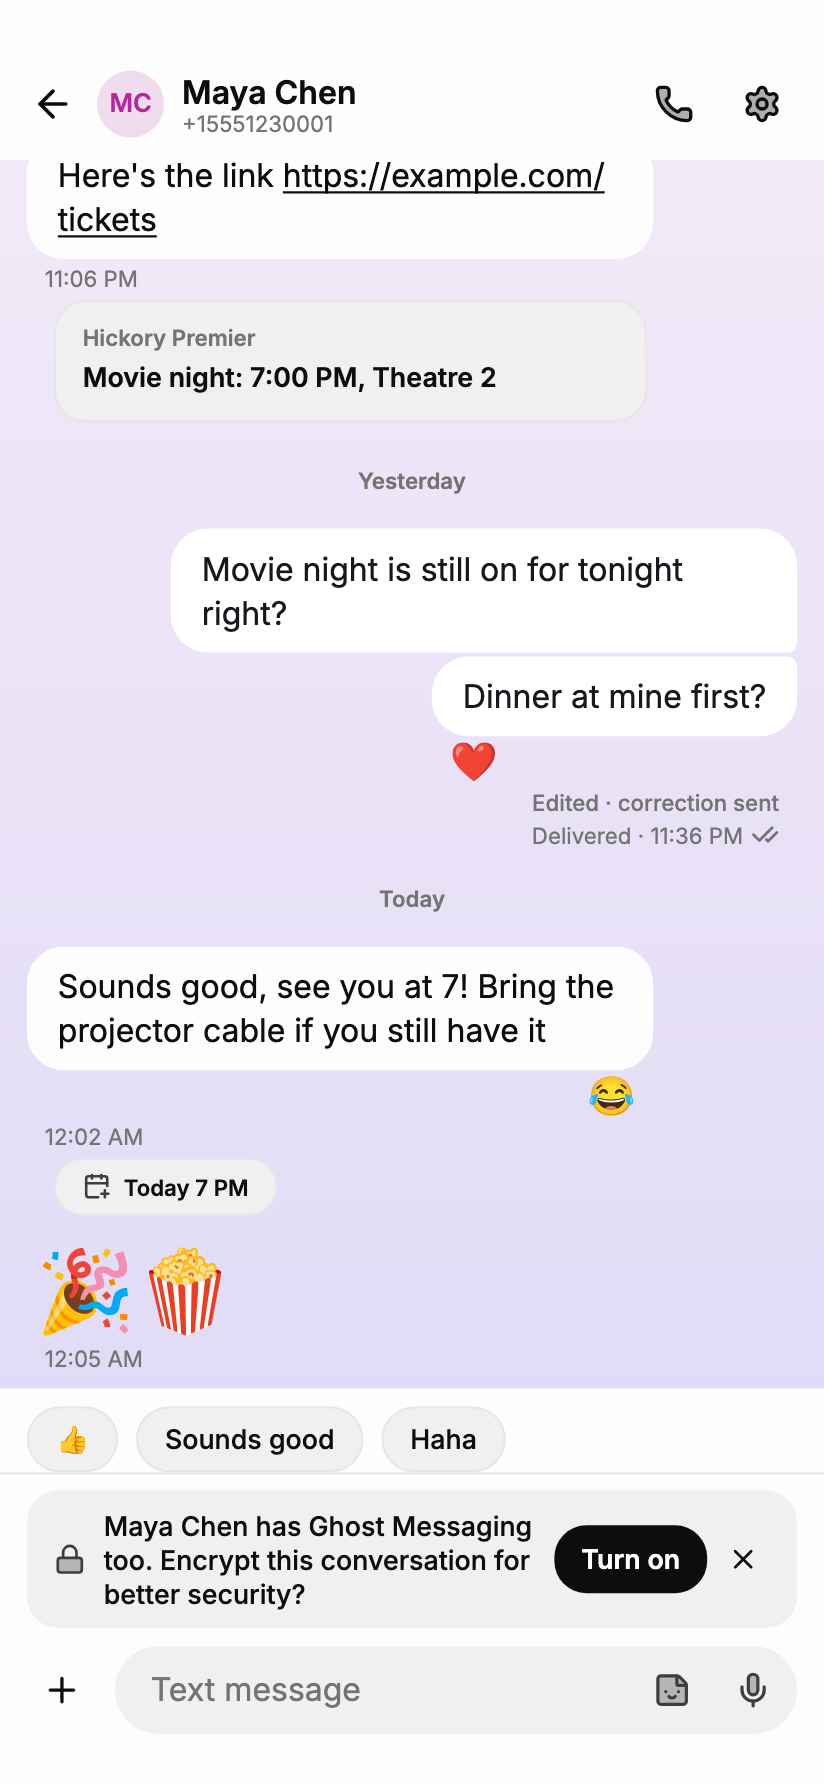 MC
Maya Chen
+15551230001
Here's the link https://example.com/
tickets
11:06 PM
Hickory Premier
Movie night: 7:00 PM, Theatre 2
Yesterday
Movie night is still on for tonight
right?
Dinner at mine first?
❤️
Edited · correction sent
Delivered · 11:36 PM
Today
Sounds good, see you at 7! Bring the
projector cable if you still have it
😂
12:02 AM
Today 7 PM
🎉🍿
12:05 AM
👍 Sounds good Haha
Maya Chen has Ghost Messaging
too. Encrypt this conversation for
better security?
Turn on
Text message